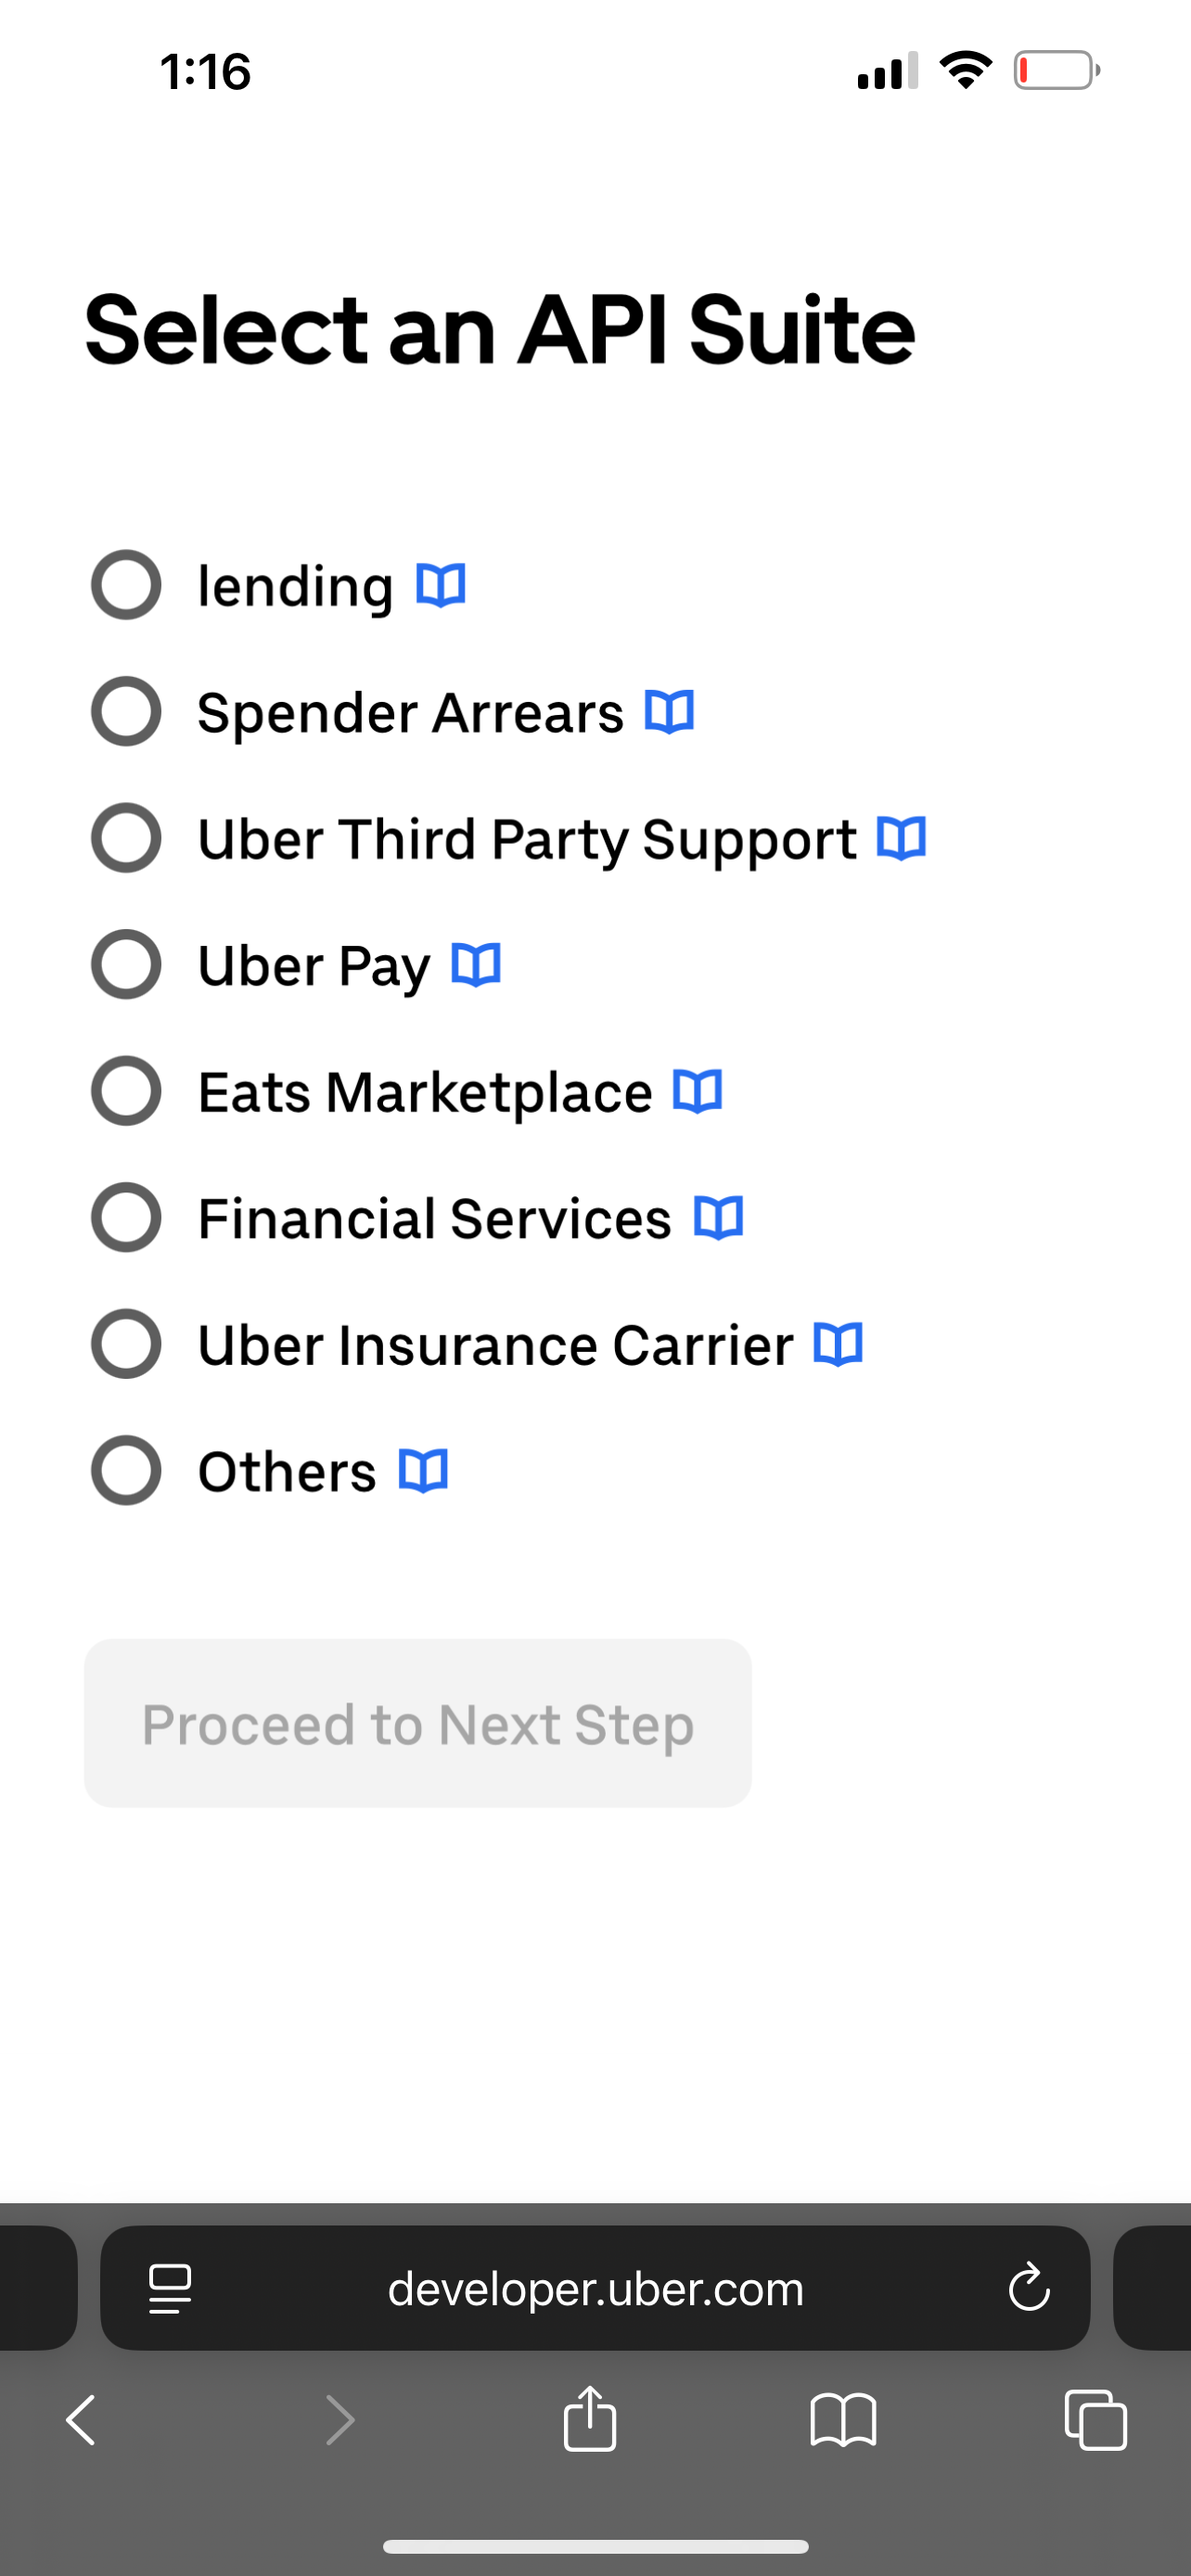 1:16
Select an API Suite
lending
Spender Arrears
Uber Third Party Support
Uber Pay
Eats Marketplace
Financial Services
Uber Insurance Carrier
Others
Proceed to Next Step
developer.uber.com